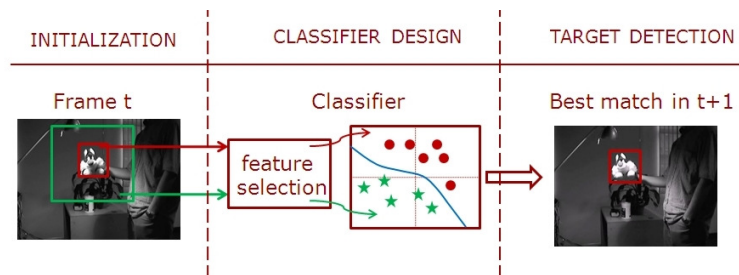 INITIALIZATION
CLASSIFIER DESIGN
TARGET DETECTION
Frame t
Classifier
Best match in t+1
feature
selection